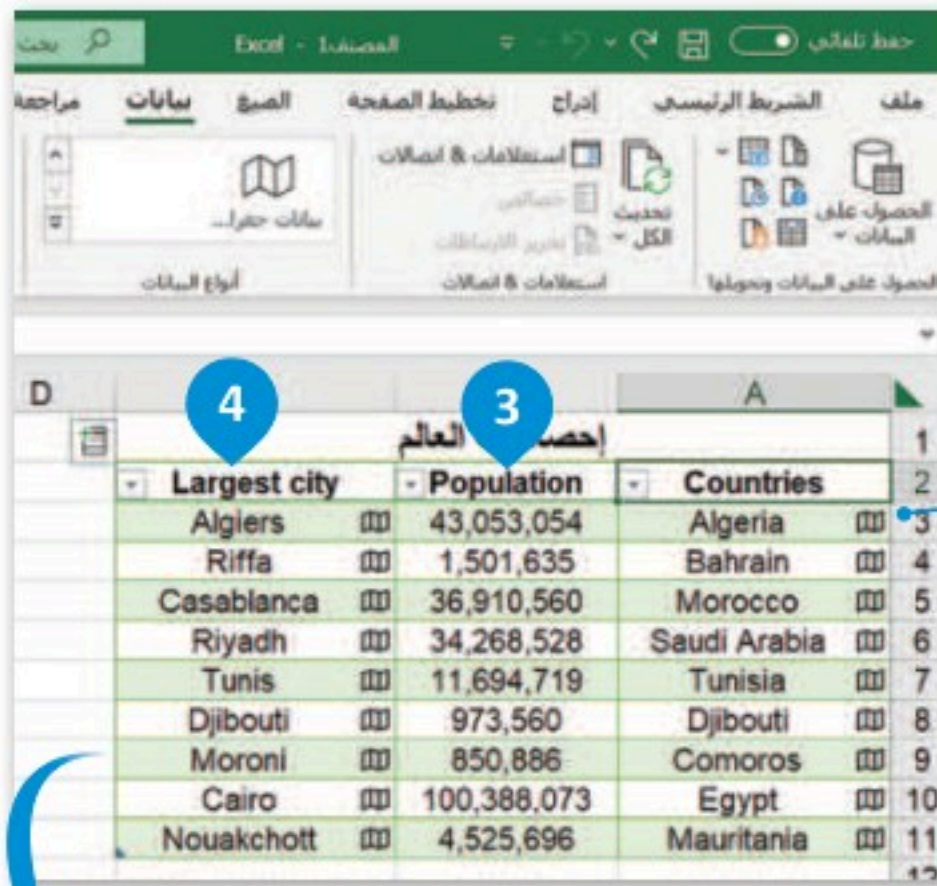 حفظ تلقائي المصنف1 - Excel بحث
ملف الشريط الرئيسي إدراج تخطيط الصفحة الصيغ بيانات مراجعة
الحصول على البيانات
تحديث الكل
استعلامات & اتصالات
خصائص
تحرير الارتباطات
بيانات جغرا...
الحصول على البيانات وتحويلها استعلامات & اتصالات أنواع البيانات
A D
3 4
1 العالم
2 Countries Population Largest city
3 Algeria 43,053,054 Algiers
4 Bahrain 1,501,635 Riffa
5 Morocco 36,910,560 Casablanca
6 Saudi Arabia 34,268,528 Riyadh
7 Tunisia 11,694,719 Tunis
8 Djibouti 973,560 Djibouti
9 Comoros 850,886 Moroni
10 Egypt 100,388,073 Cairo
11 Mauritania 4,525,696 Nouakchott
12